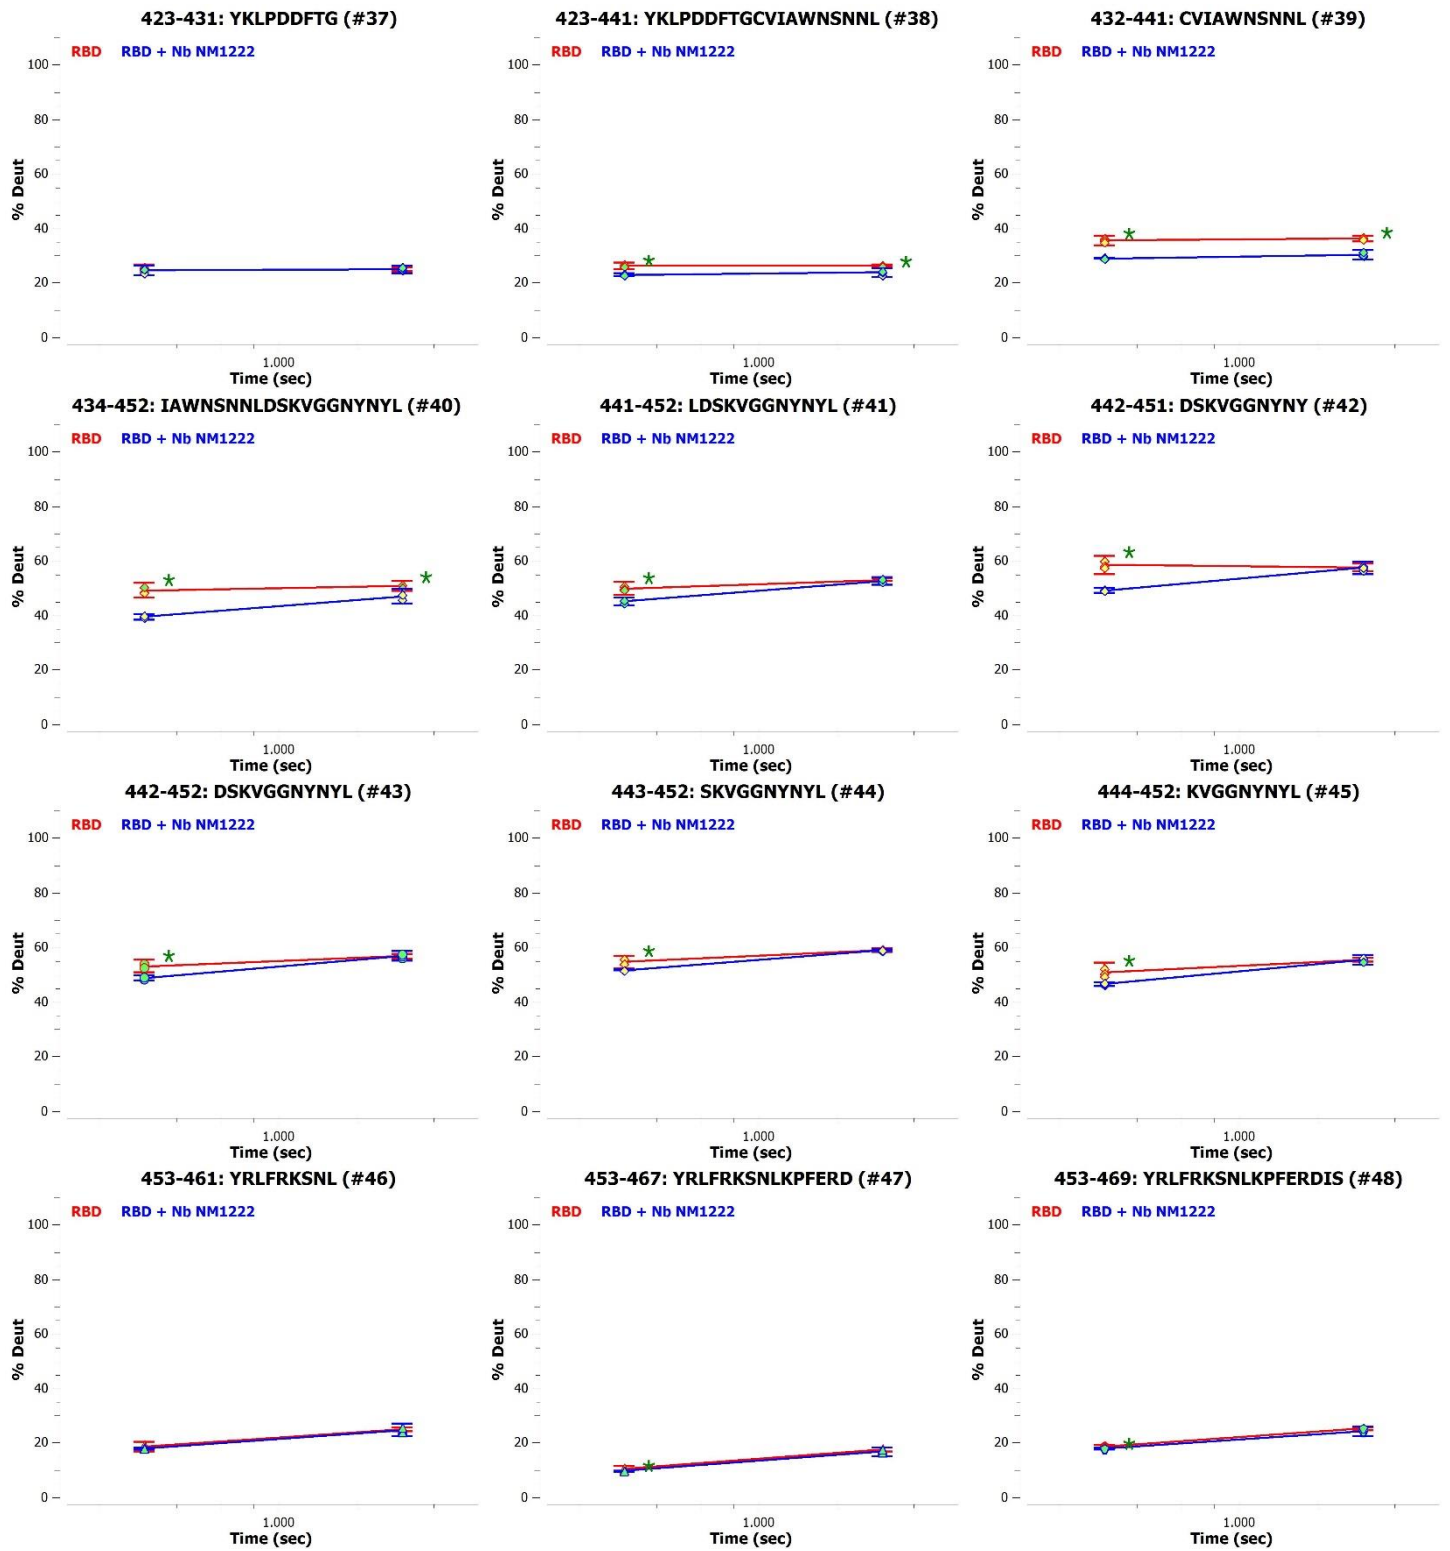 423-431: YKLPDDFTG (#37)
RBD RBD + Nb NM1222
100
80
60
40
20
0
% Deut
1.000
Time (sec)
423-441: YKLPDDFTGCVIAWNSNNL (#38)
RBD RBD + Nb NM1222
100
80
60
40
20
0
% Deut
*
*
1.000
Time (sec)
432-441: CVIAWNSNNL (#39)
RBD RBD + Nb NM1222
100
80
60
40
20
0
% Deut
*
*
1.000
Time (sec)
434-452: IAWNSNNLDSKVGGNYNYL (#40)
RBD RBD + Nb NM1222
100
80
60
40
20
0
% Deut
*
*
1.000
Time (sec)
441-452: LDSKVGGNYNYL (#41)
RBD RBD + Nb NM1222
100
80
60
40
20
0
% Deut
*
1.000
Time (sec)
442-451: DSKVGGNYNY (#42)
RBD RBD + Nb NM1222
100
80
60
40
20
0
% Deut
*
1.000
Time (sec)
442-452: DSKVGGNYNYL (#43)
RBD RBD + Nb NM1222
100
80
60
40
20
0
% Deut
*
1.000
Time (sec)
443-452: SKVGGNYNYL (#44)
RBD RBD + Nb NM1222
100
80
60
40
20
0
% Deut
*
1.000
Time (sec)
444-452: KVGGNYNYL (#45)
RBD RBD + Nb NM1222
100
80
60
40
20
0
% Deut
*
1.000
Time (sec)
453-461: YRLFRKSNL (#46)
RBD RBD + Nb NM1222
100
80
60
40
20
0
% Deut
1.000
Time (sec)
453-467: YRLFRKSNLKPFERD (#47)
RBD RBD + Nb NM1222
100
80
60
40
20
0
% Deut
*
1.000
Time (sec)
453-469: YRLFRKSNLKPFERDIS (#48)
RBD RBD + Nb NM1222
100
80
60
40
20
0
% Deut
*
1.000
Time (sec)